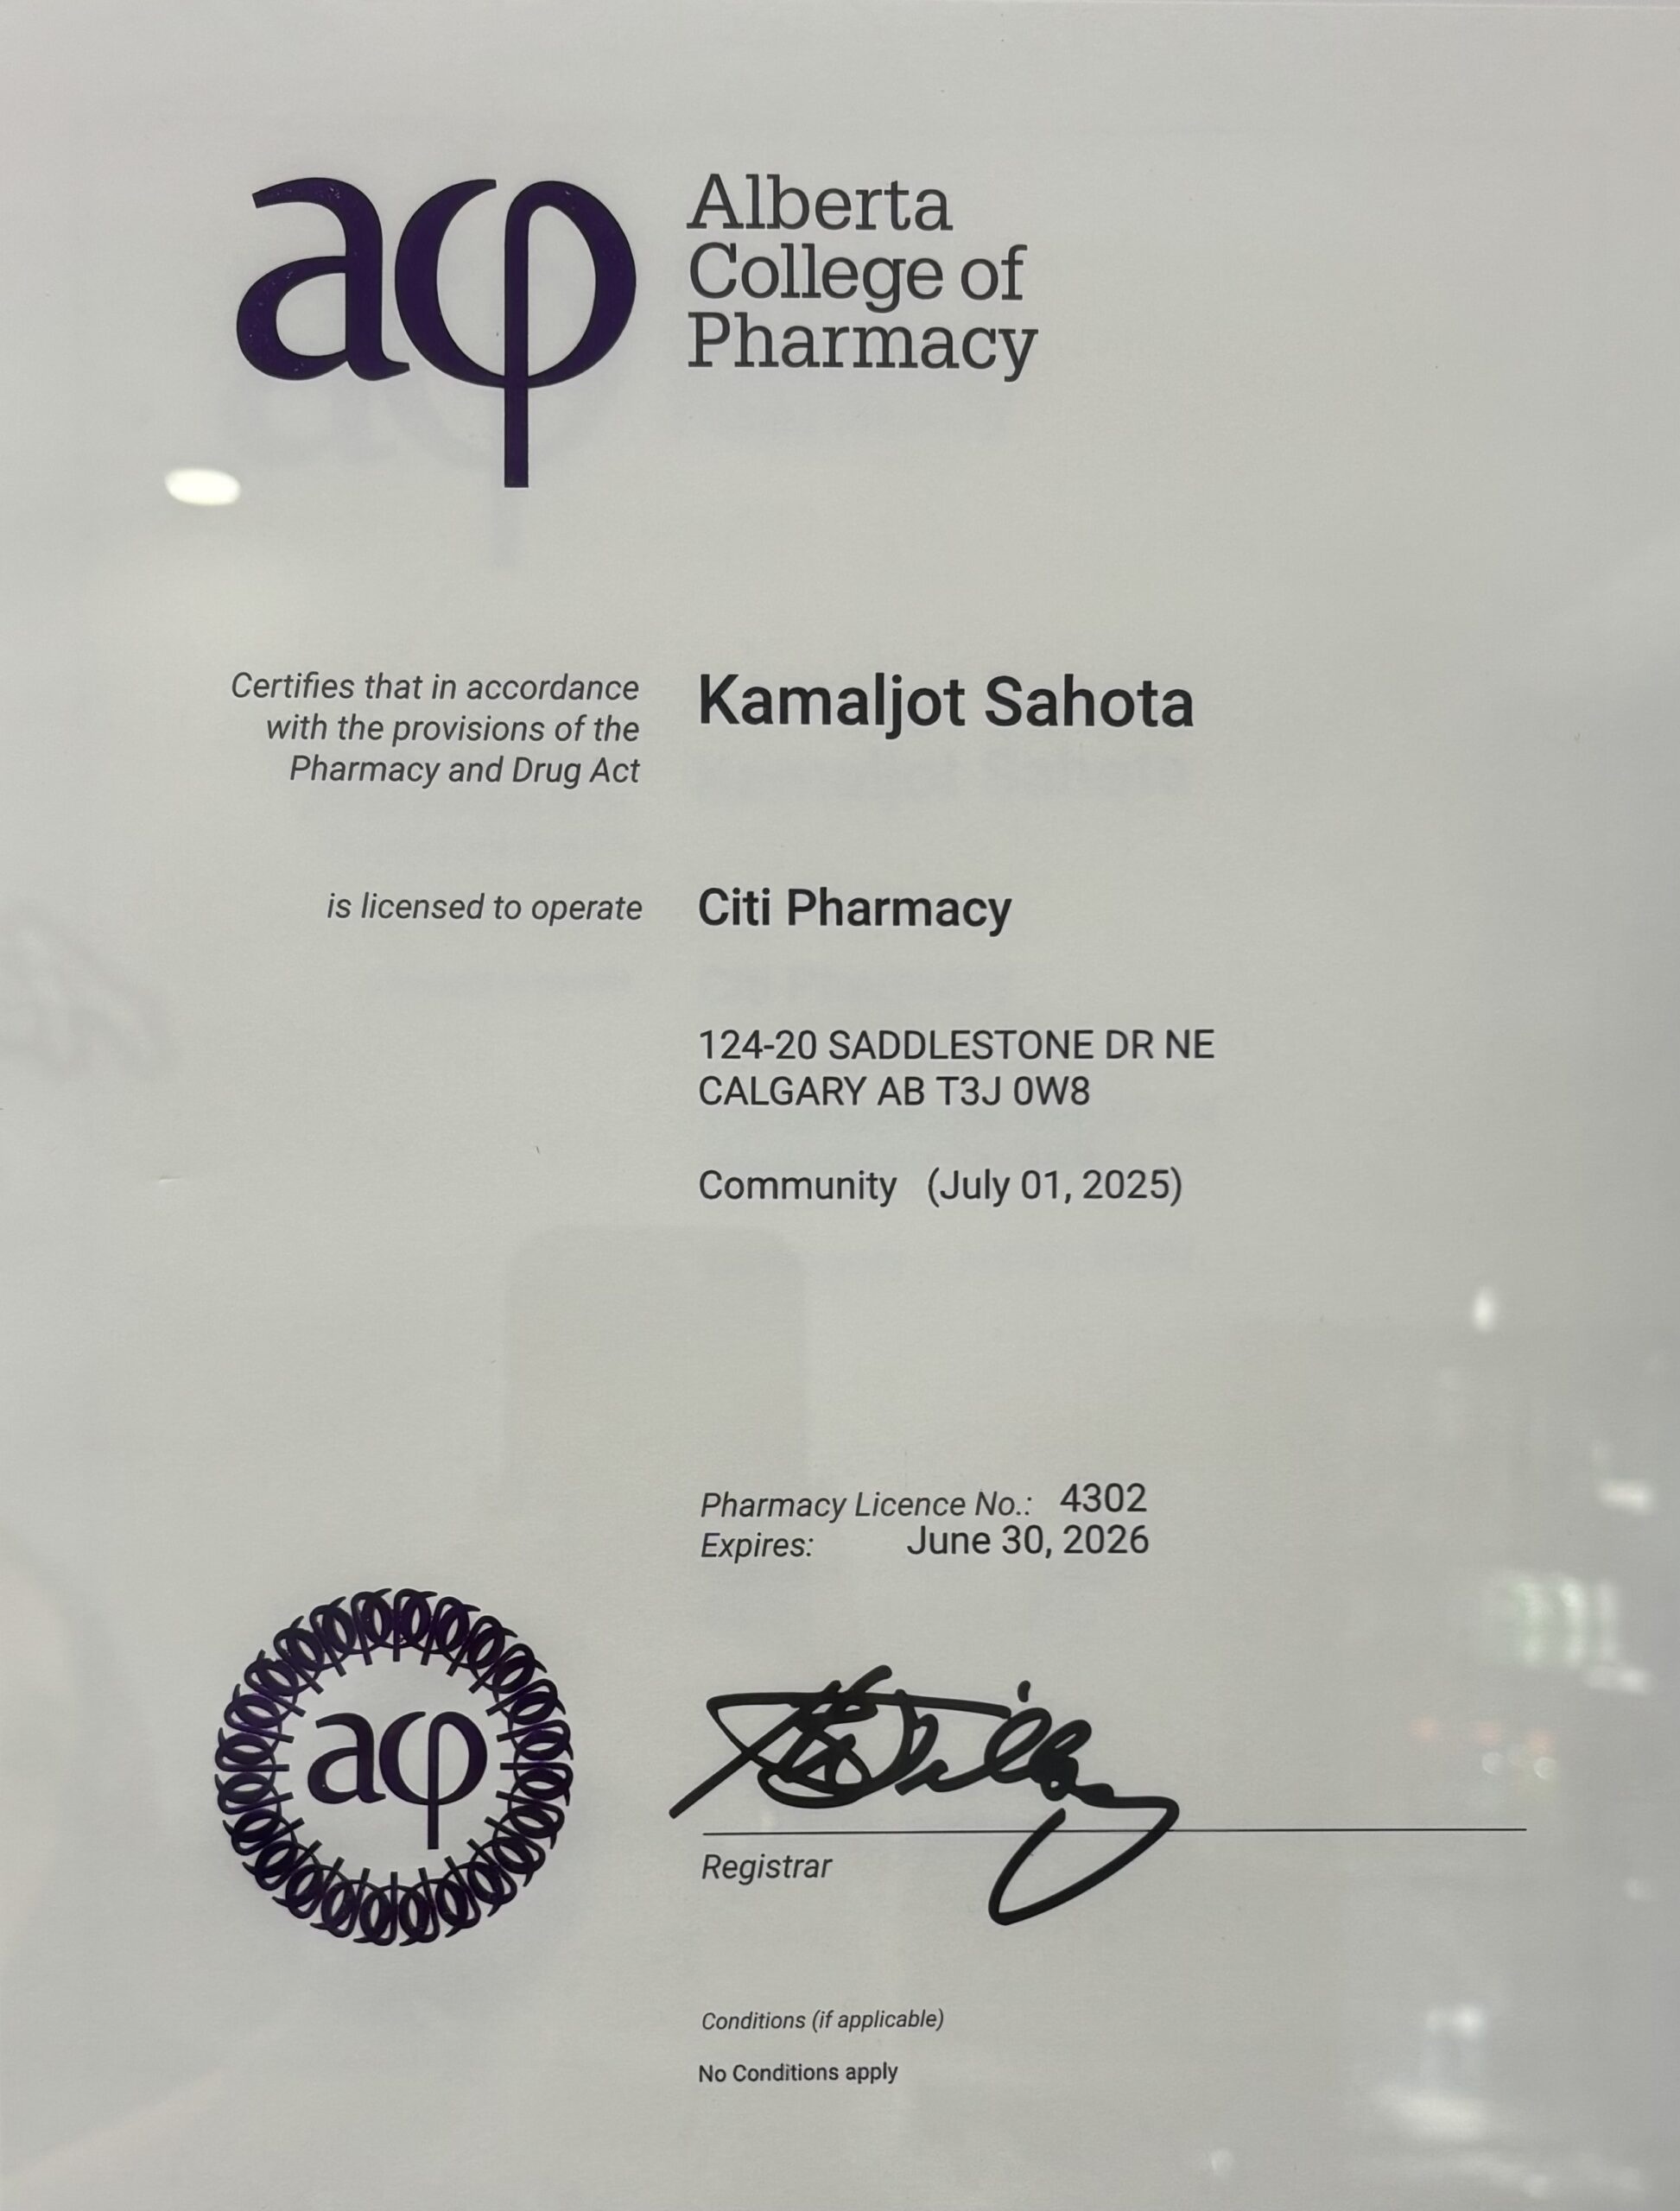 aφ
Alberta
College of
Pharmacy
Certifies that in accordance
with the provisions of the
Pharmacy and Drug Act
Kamaljot Sahota
is licensed to operate
Citi Pharmacy
124-20 SADDLESTONE DR NE
CALGARY AB T3J 0W8
Community (July 01, 2025)
Pharmacy Licence No.: 4302
Expires: June 30, 2026
aφ
Registrar
Conditions (if applicable)
No Conditions apply